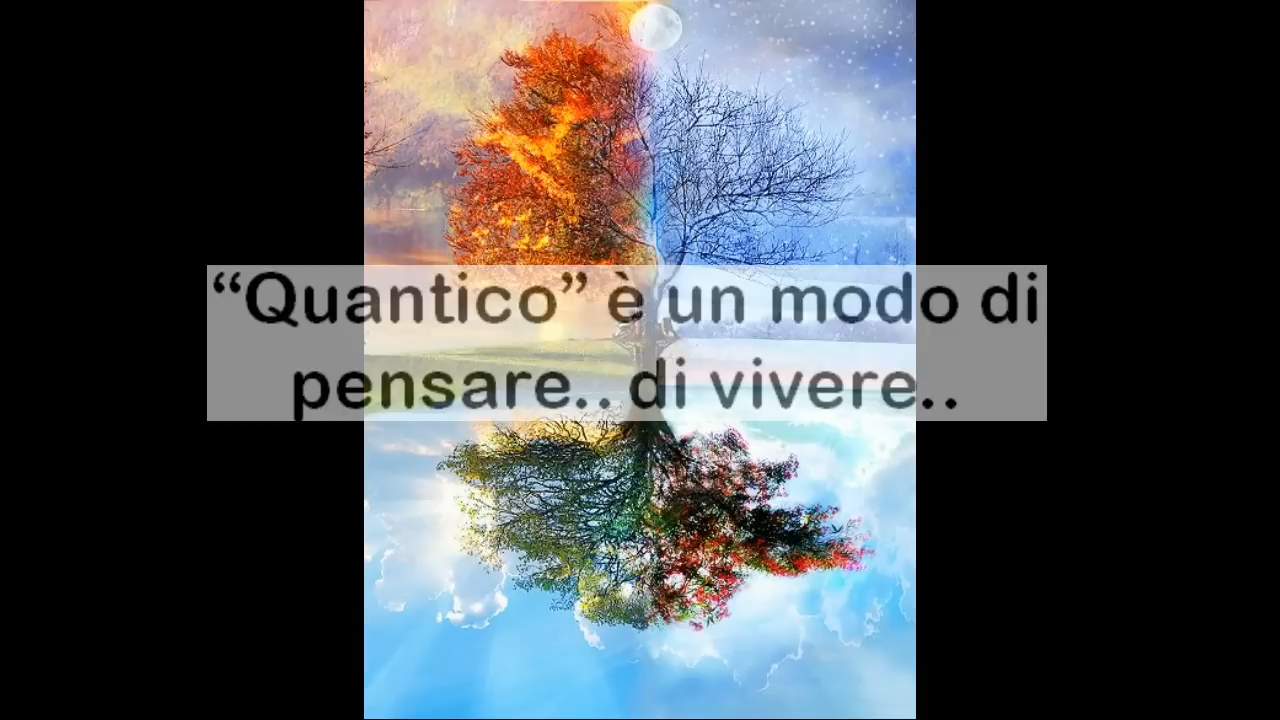 “Quantico” è un modo di
pensare.. di vivere..